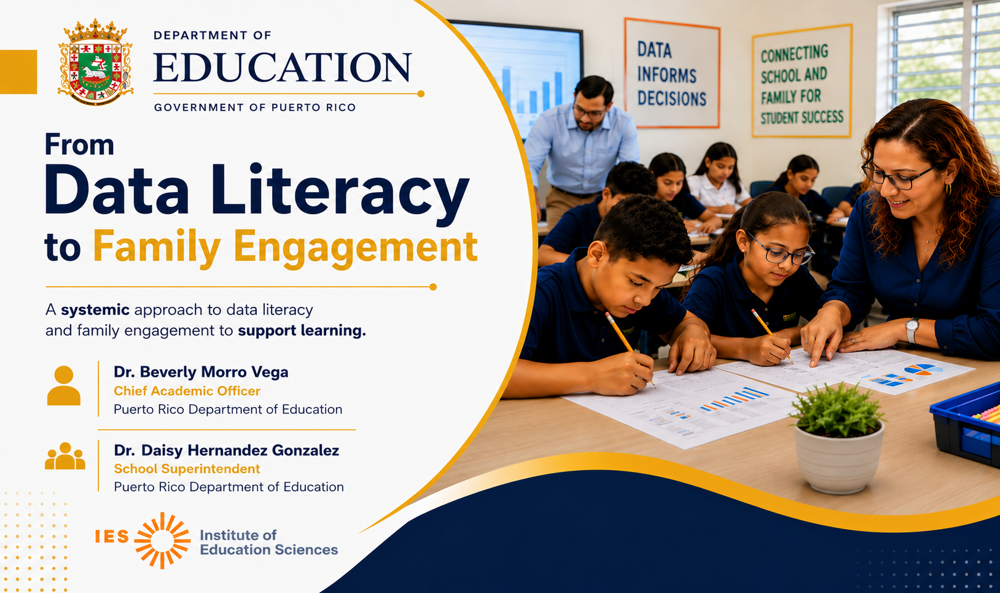 DEPARTMENT OF
EDUCATION
GOVERNMENT OF PUERTO RICO
From
Data Literacy
to Family Engagement
A systemic approach to data literacy
and family engagement to support learning.
Dr. Beverly Morro Vega
Chief Academic Officer
Puerto Rico Department of Education
Dr. Daisy Hernandez Gonzalez
School Superintendent
Puerto Rico Department of Education
IES
Institute of
Education Sciences
DATA
INFORMS
DECISIONS
CONNECTING
SCHOOL AND
FAMILY FOR
STUDENT SUCCESS